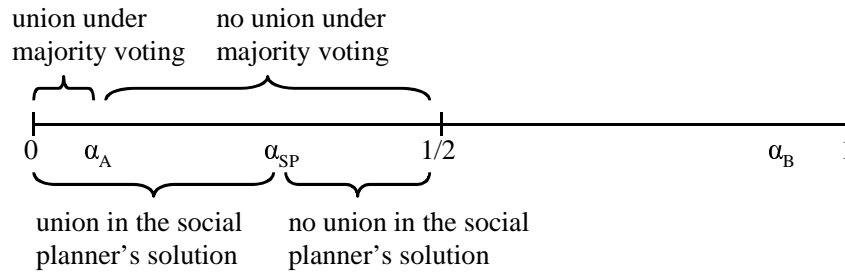 union under
majority voting
no union under
majority voting
0
α_A
α_SP
1/2
α_B
union in the social
planner's solution
no union in the social
planner's solution